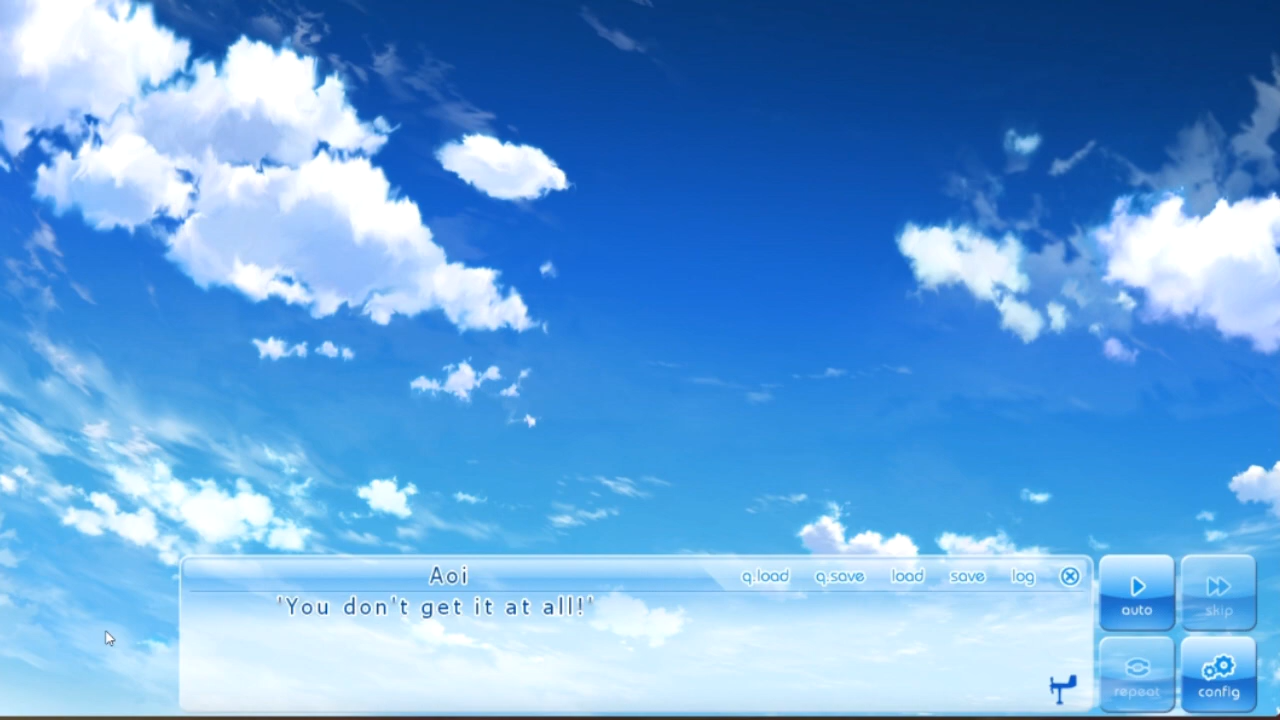 Aoi
q.load q.save load save log
'You don't get it at all!'
auto
skip
repeat
config